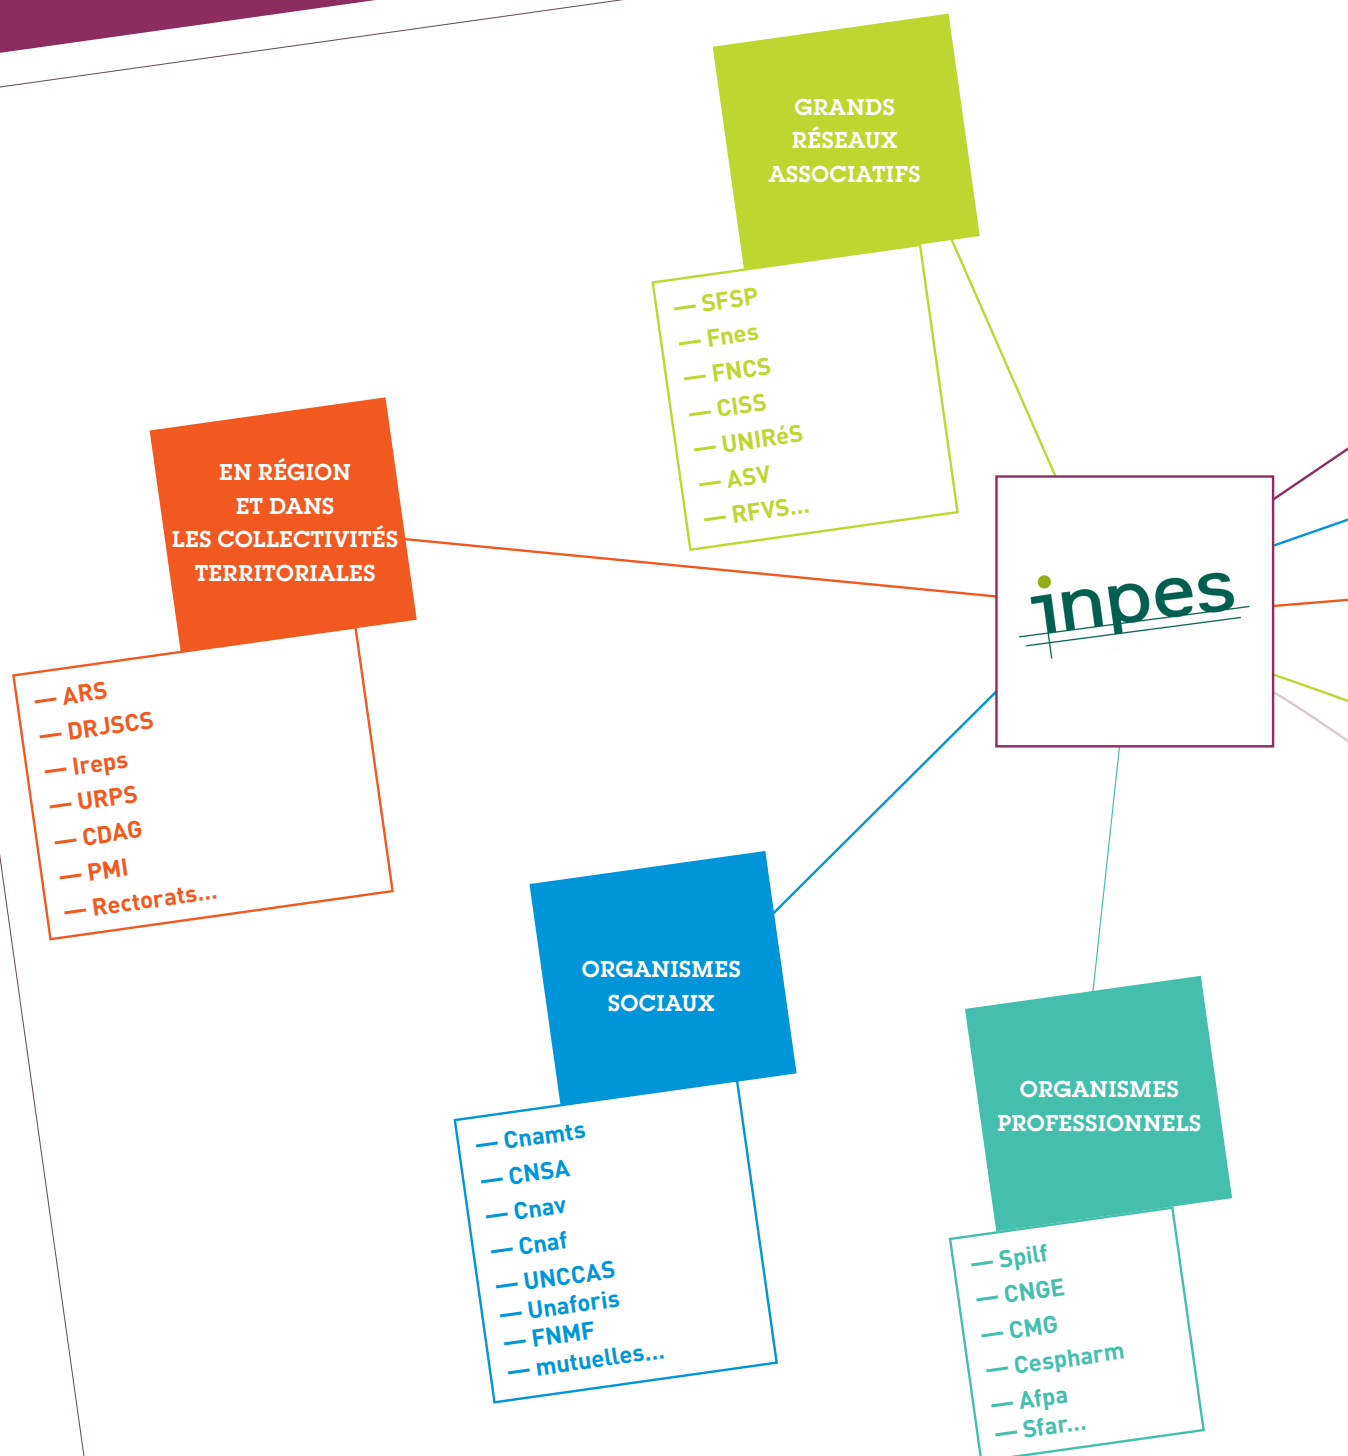 GRANDS
RÉSEAUX
ASSOCIATIFS
— SFSP
— Fnes
— FNCS
— CISS
— UNIRéS
— ASV
— RFVS...
EN RÉGION
ET DANS
LES COLLECTIVITÉS
TERRITORIALES
— ARS
— DRJSCS
— Ireps
— URPS
— CDAG
— PMI
— Rectorats...
inpes
ORGANISMES
SOCIAUX
— Cnamts
— CNSA
— Cnav
— Cnaf
— UNCCAS
— Unaforis
— FNMF
— mutuelles...
ORGANISMES
PROFESSIONNELS
— Spilf
— CNGE
— CMG
— Cespharm
— Afpa
— Sfar...